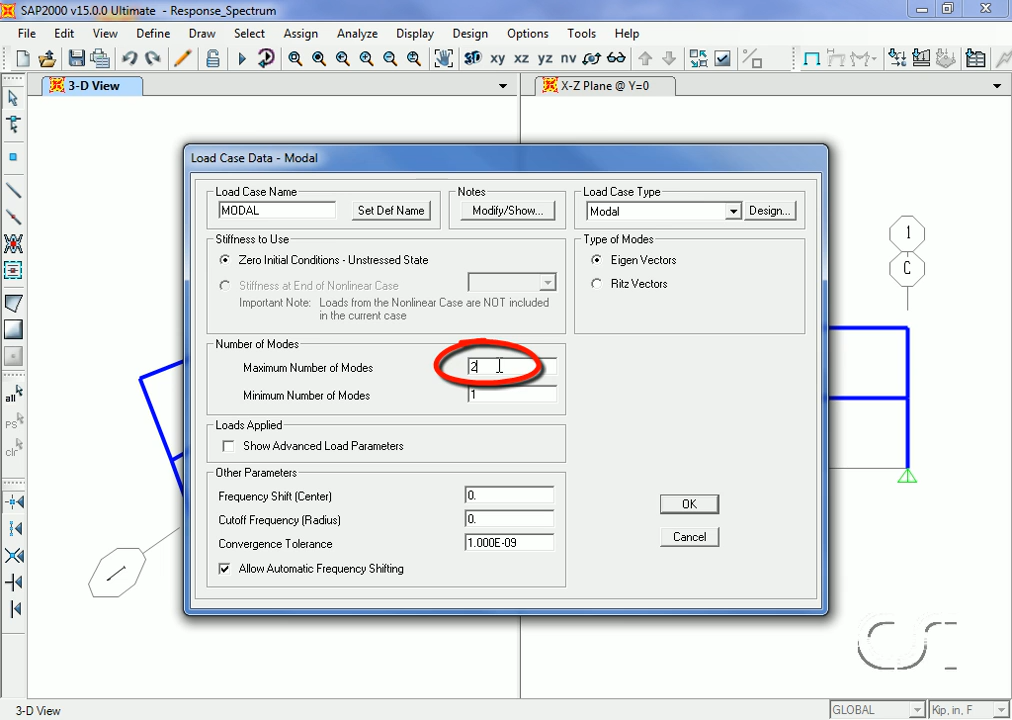 SAP2000 v15.0.0 Ultimate - Response_Spectrum
File Edit View Define Draw Select Assign Analyze Display Design Options Tools Help
3D xy xz yz nv
3-D View
X-Z Plane @ Y=0
Load Case Data - Modal
Load Case Name
MODAL
Set Def Name
Notes
Modify/Show...
Load Case Type
Modal
Design...
Stiffness to Use
Zero Initial Conditions - Unstressed State
Stiffness at End of Nonlinear Case
Important Note: Loads from the Nonlinear Case are NOT included
in the current case
Type of Modes
Eigen Vectors
Ritz Vectors
Number of Modes
Maximum Number of Modes
2
Minimum Number of Modes
1
Loads Applied
Show Advanced Load Parameters
Other Parameters
Frequency Shift (Center)
0.
Cutoff Frequency (Radius)
0.
Convergence Tolerance
1.000E-09
Allow Automatic Frequency Shifting
OK
Cancel
all
PS
clr
1
C
CSI
3-D View
GLOBAL
Kip, in, F